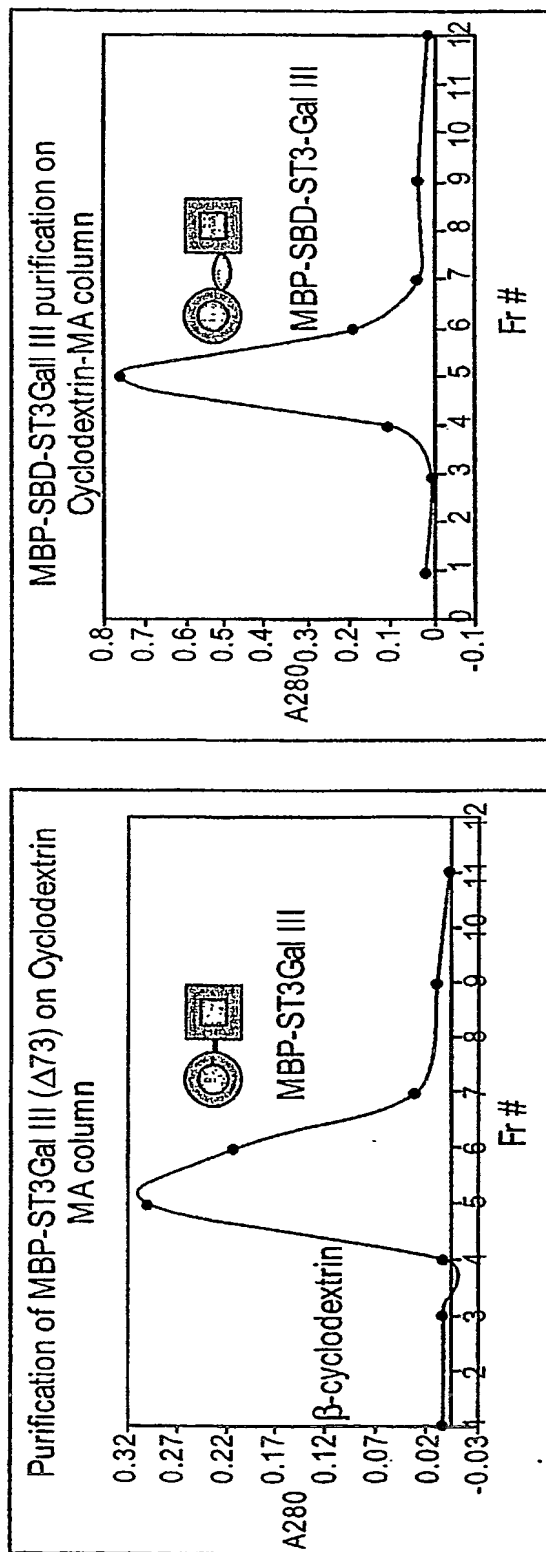 Purification of MBP-ST3Gal III (Δ73) on Cyclodextrin
MA column
0.32
0.27
0.22
0.17
0.12
0.07
0.02
-0.03
A280
β-cyclodextrin
MBP-ST3Gal III
1 2 3 4 5 6 7 8 9 10 11 12
Fr #
MBP-SBD-ST3GalI III purification on
Cyclodextrin-MA column
0.8
0.7
0.6
0.5
0.4
0.3
0.2
0.1
0
-0.1
A280
MBP-SBD-ST3-Gal III
0 1 2 3 4 5 6 7 8 9 10 11 12
Fr #